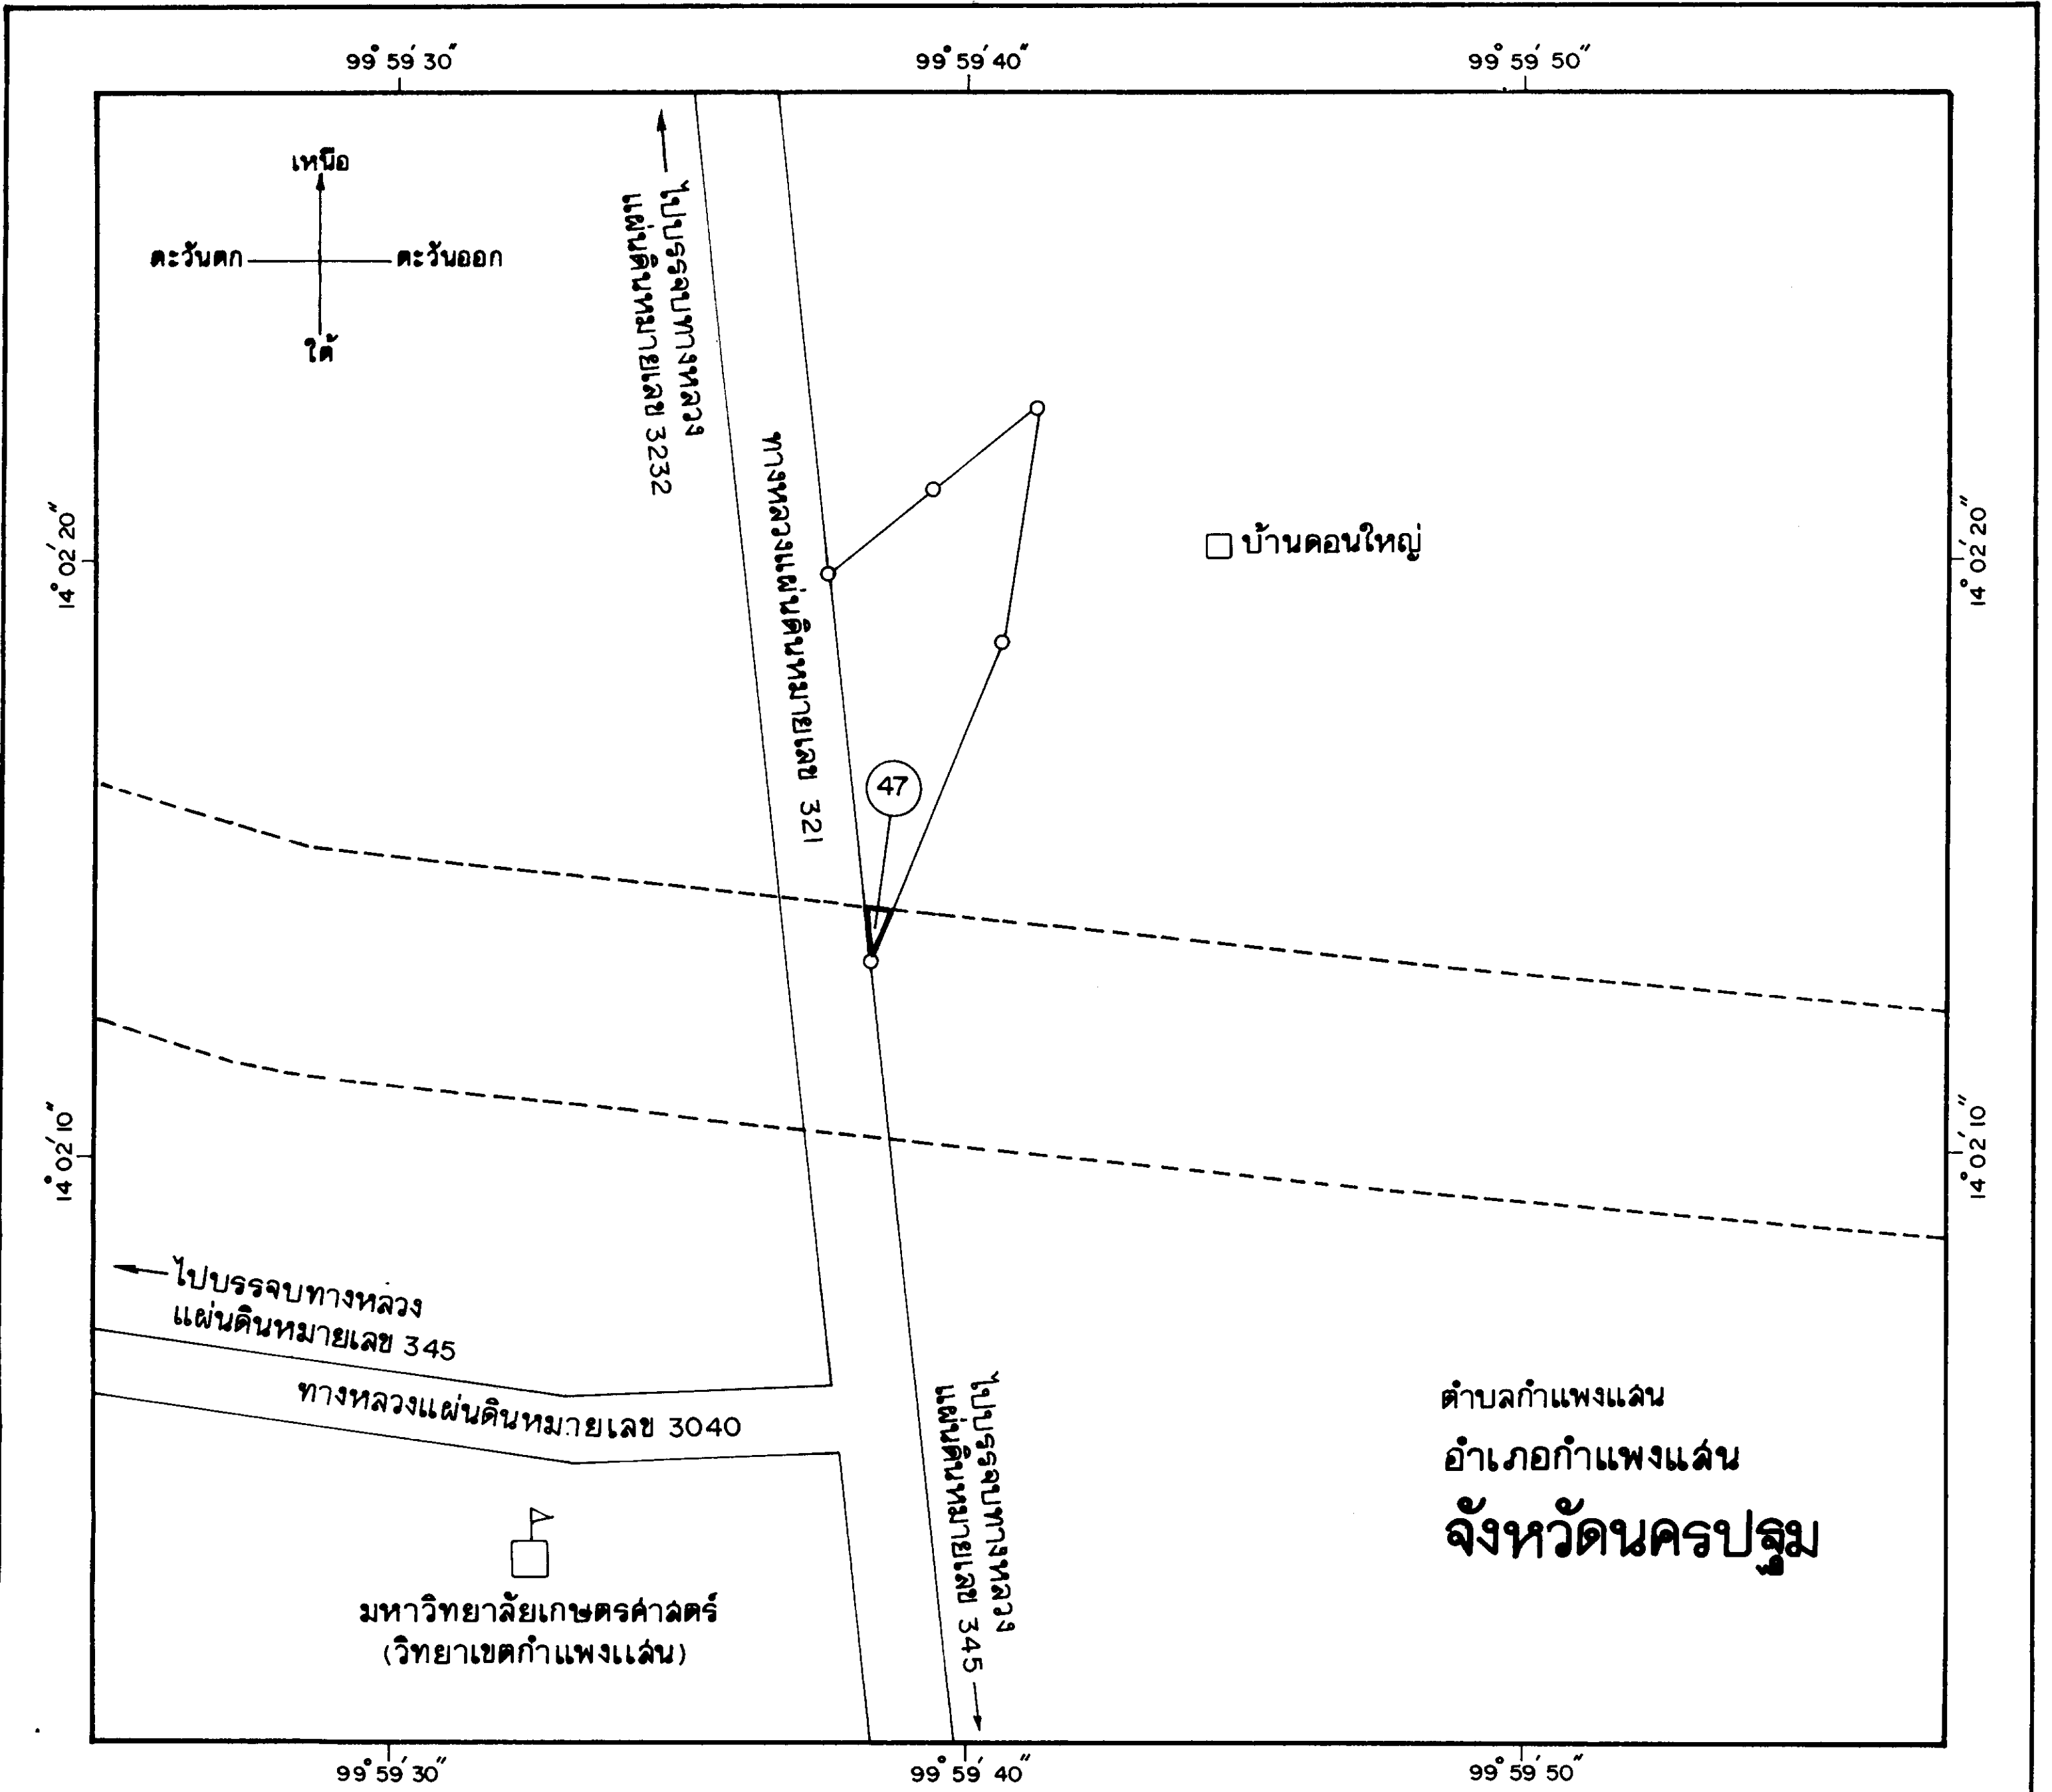 99° 59′ 30″
99° 59′ 40″
99° 59′ 50″
เหนือ
ตะวันตก
ตะวันออก
ใต้
ไปบรรจบทางหลวง
แผ่นดินหมายเลข 3232
ทางหลวงแผ่นดินหมายเลข 321
14° 02′ 20″
14° 02′ 20″
บ้านดอนใหญ่
47
14° 02′ 10″
14° 02′ 10″
ไปบรรจบทางหลวง
แผ่นดินหมายเลข 345
ทางหลวงแผ่นดินหมายเลข 3040
ไปบรรจบทางหลวง
แผ่นดินหมายเลข 345
ตำบลกำแพงแสน
อำเภอกำแพงแสน
จังหวัดนครปฐม
มหาวิทยาลัยเกษตรศาสตร์
(วิทยาเขตกำแพงแสน)
99° 59′ 30″
99° 59′ 40″
99° 59′ 50″